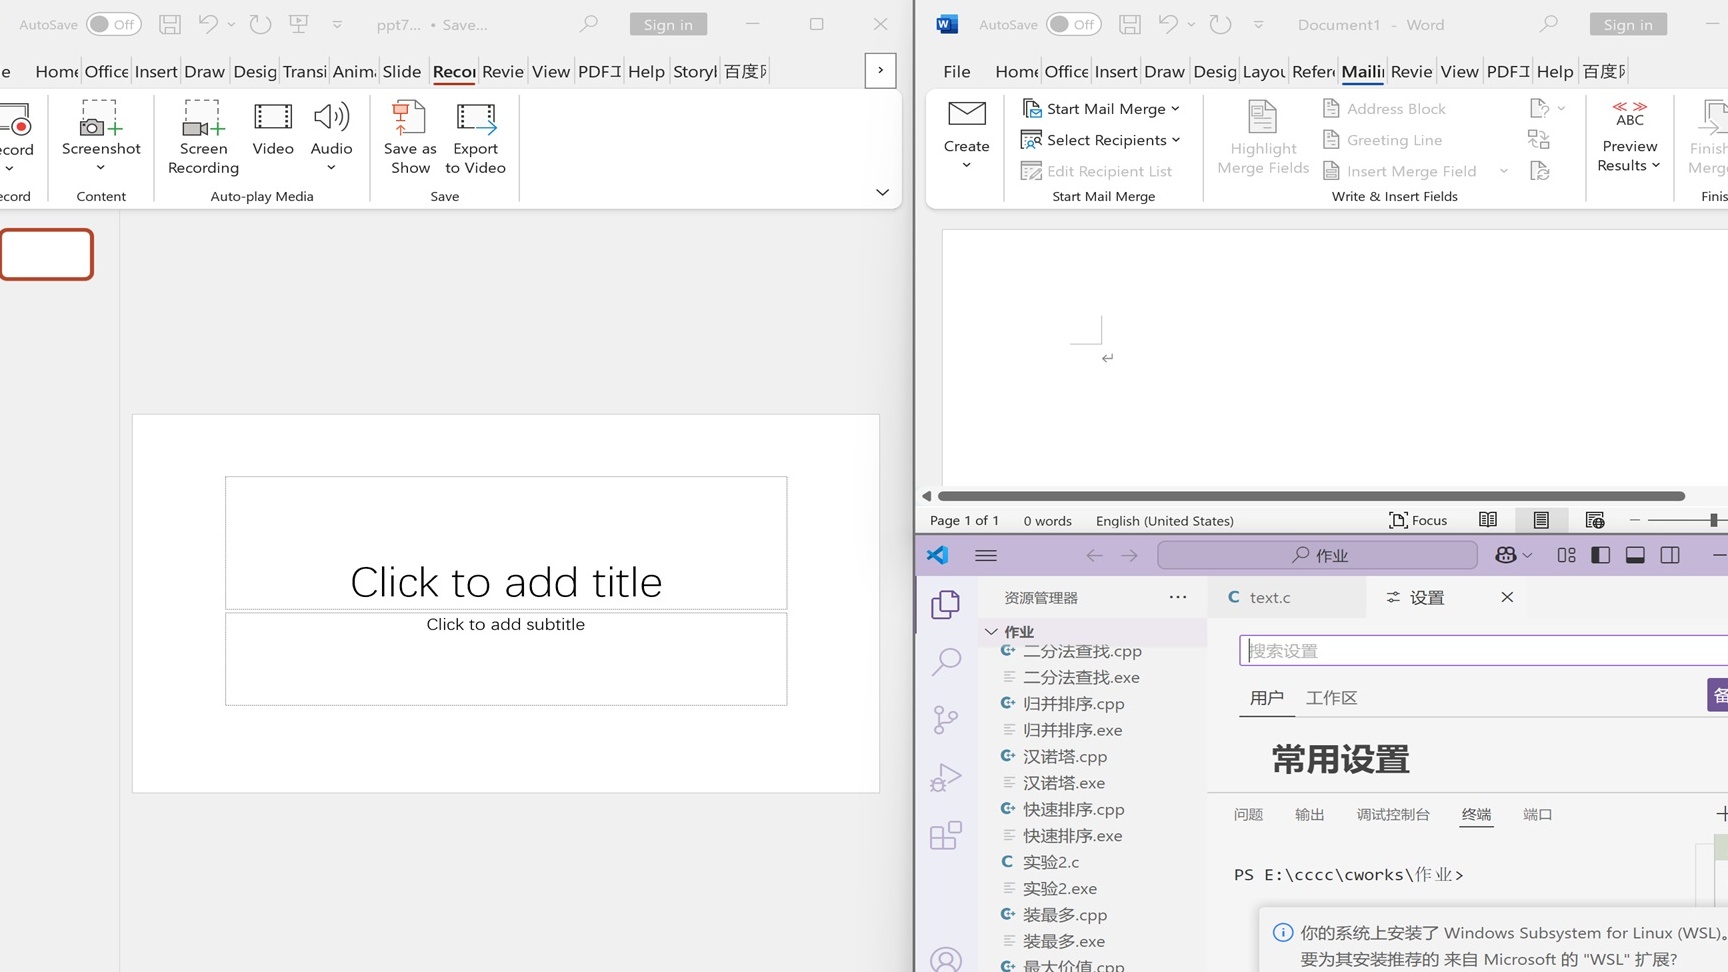 AutoSave Off ppt7... • Save... Sign in
Home Office Insert Draw Desig Transi Anim Slide Recor Revie View PDF工 Help Storyl 百度网
ecord
Screenshot
Screen Recording
Video
Audio
Save as Show
Export to Video
ecord
Content
Auto-play Media
Save
Click to add title
Click to add subtitle
AutoSave Off Document1 - Word Sign in
File Home Office Insert Draw Desig Layou Refere Mailin Revie View PDF工 Help 百度网
Create
Start Mail Merge
Select Recipients
Edit Recipient List
Start Mail Merge
Highlight Merge Fields
Address Block
Greeting Line
Insert Merge Field
Write & Insert Fields
ABC
Preview Results
Finish
Merge
Finis
Page 1 of 1 0 words English (United States) Focus
作业
资源管理器 ···
text.c
设置
作业
二分法查找.cpp
二分法查找.exe
归并排序.cpp
归并排序.exe
汉诺塔.cpp
汉诺塔.exe
快速排序.cpp
快速排序.exe
实验2.c
实验2.exe
装最多.cpp
装最多.exe
最大价值.cpp
搜索设置
用户 工作区
备
常用设置
问题 输出 调试控制台 终端 端口
PS E:\cccc\cworks\作业>
你的系统上安装了 Windows Subsystem for Linux (WSL)。
要为其安装推荐的 来自 Microsoft 的 "WSL" 扩展?